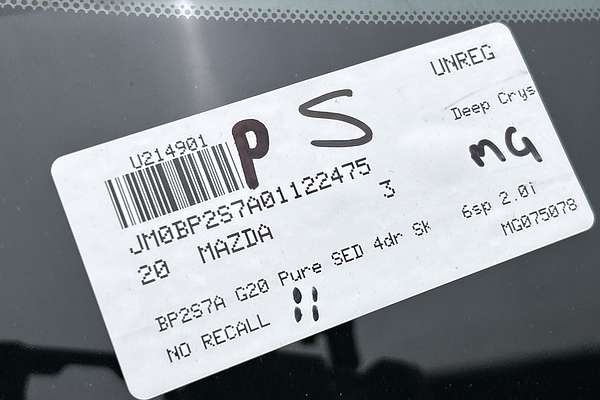 UNREG
U214901
P S
Deep Crys
MG
JM0BP2S7A01122475
20 MAZDA 3
BP2S7A G20 Pure SED 4dr Sk 6sp 2.0i
NO RECALL
MG075078